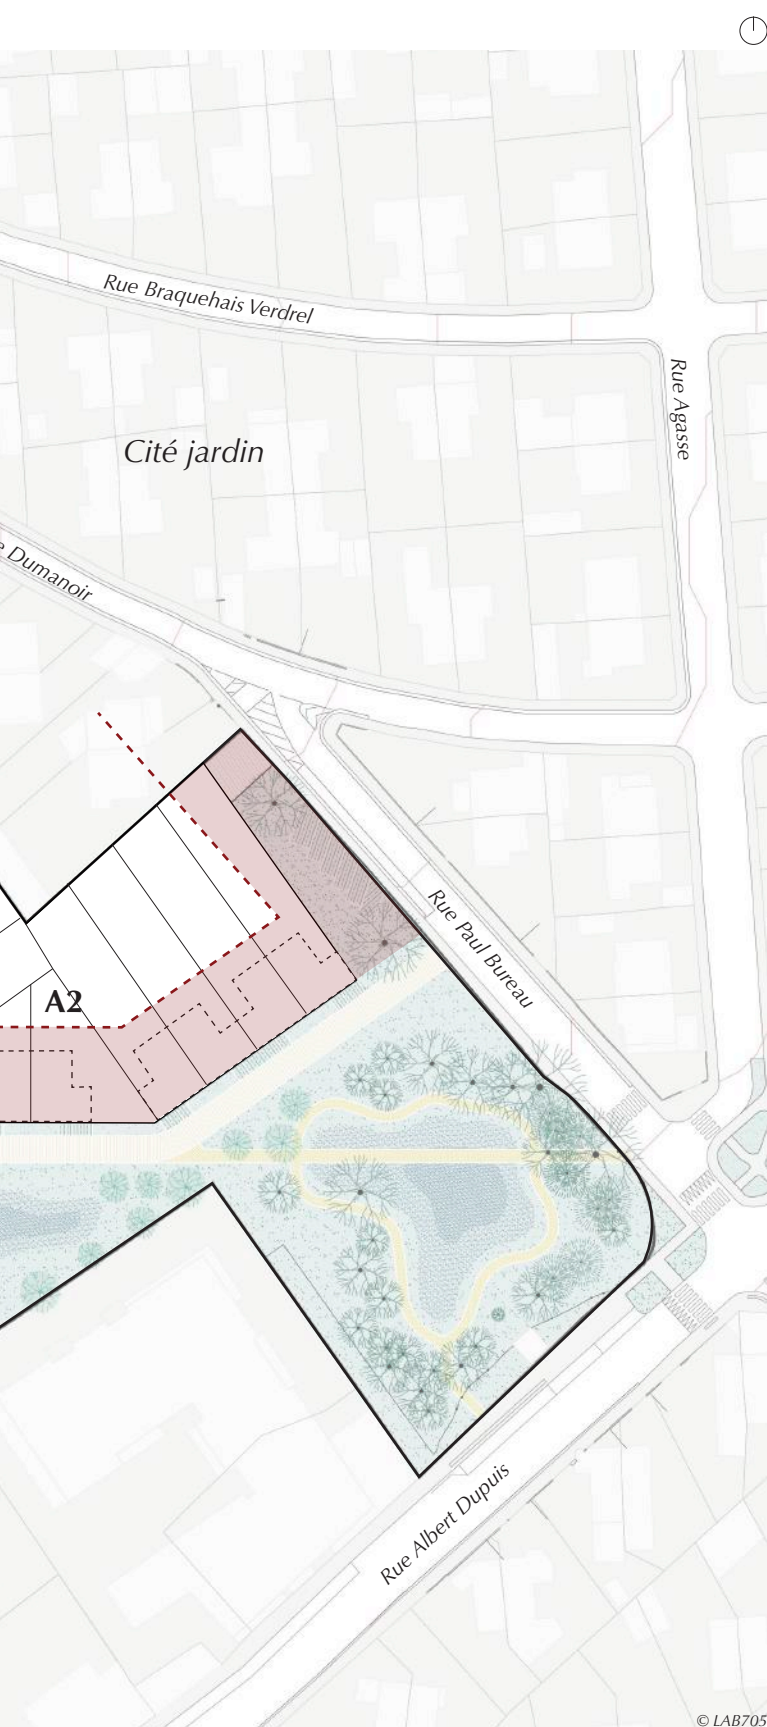 Rue Braquehais Verdrel
Rue Agasse
Cité jardin
Dumanoir
Rue Paul Bureau
A2
Rue Albert Dupuis
© LAB705